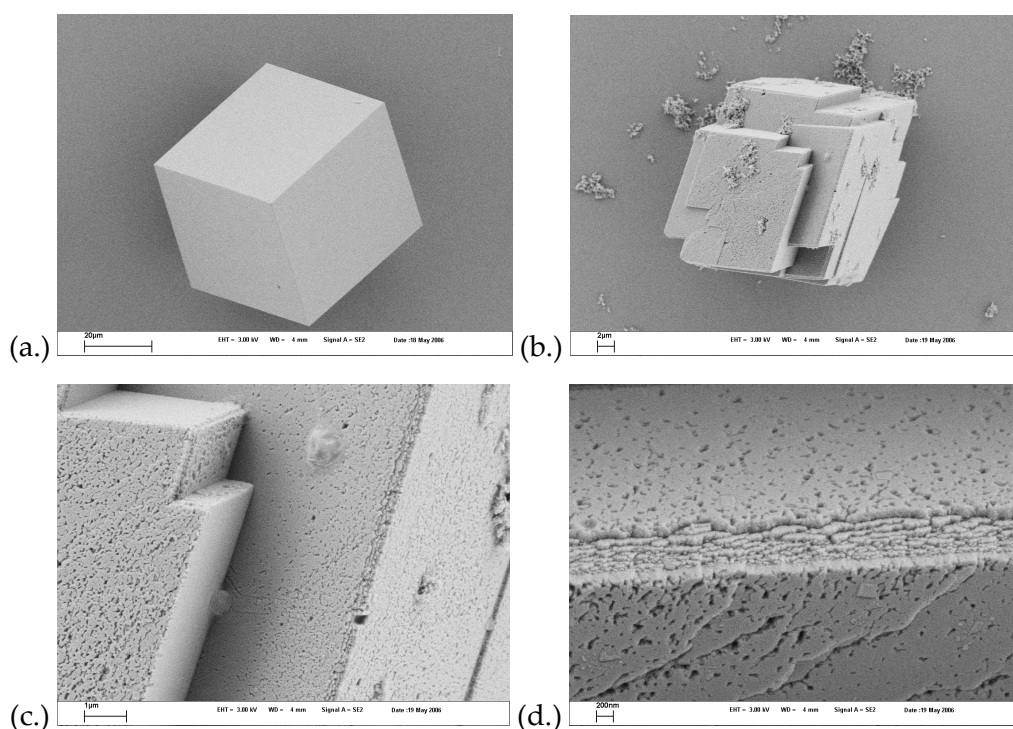 20µm EHT = 3.00 kV WD = 4 mm Signal A = SE2 Date :18 May 2006
(a.)
2µm EHT = 3.00 kV WD = 4 mm Signal A = SE2 Date :19 May 2006
(b.)
1µm EHT = 3.00 kV WD = 4 mm Signal A = SE2 Date :19 May 2006
(c.)
200nm EHT = 3.00 kV WD = 4 mm Signal A = SE2 Date :19 May 2006
(d.)